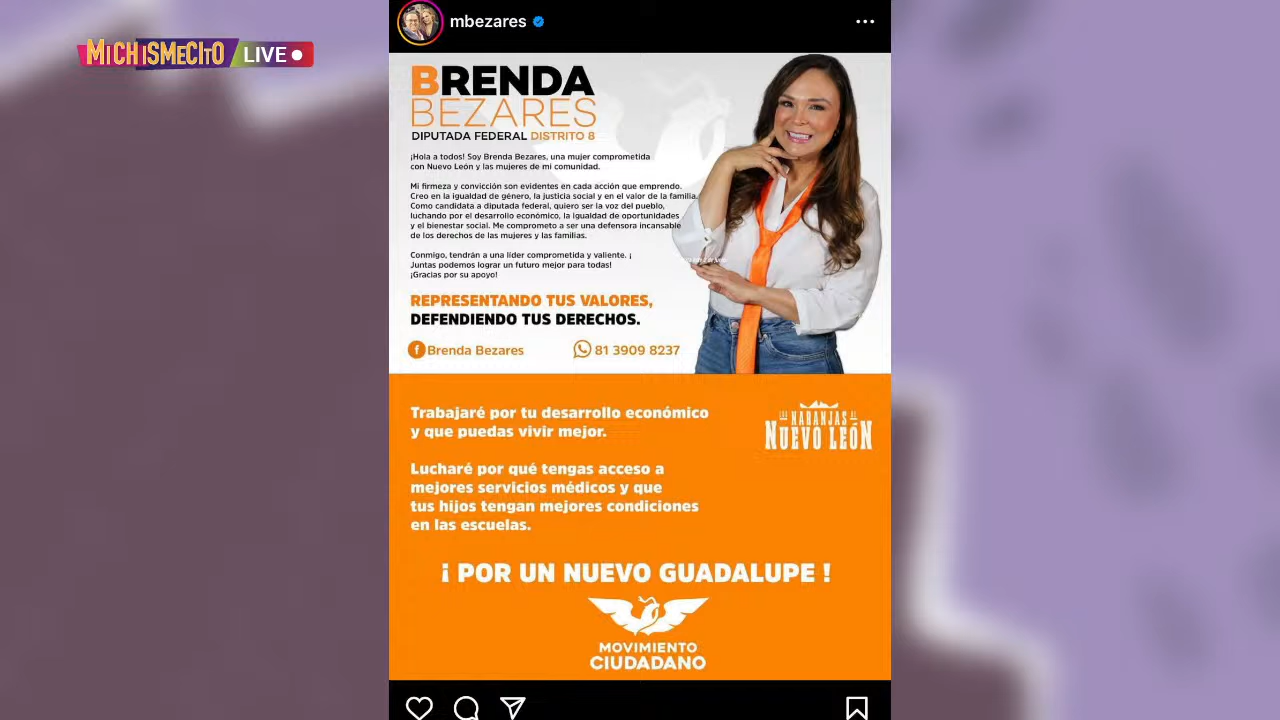 mbezares
MICHISMECITO LIVE
BRENDA
BEZARES
DIPUTADA FEDERAL DISTRITO 8
¡Hola a todos! Soy Brenda Bezares, una mujer comprometida
con Nuevo León y las mujeres de mi comunidad.
Mi firmeza y convicción son evidentes en cada acción que emprendo.
Creo en la igualdad de género, la justicia social y en el valor de la familia.
Como candidata a diputada federal, quiero ser la voz del pueblo,
luchando por el desarrollo económico, la igualdad de oportunidades
y el bienestar social. Me comprometo a ser una defensora incansable
de los derechos de las mujeres y las familias.
Conmigo, tendrán a una líder comprometida y valiente. ¡
Juntas podemos lograr un futuro mejor para todas!
¡Gracias por su apoyo!
REPRESENTANDO TUS VALORES,
DEFENDIENDO TUS DERECHOS.
Brenda Bezares 81 3909 8237
Trabajaré por tu desarrollo económico
y que puedas vivir mejor.
LOS NARANJAS DE
NUEVO LEÓN
Lucharé por qué tengas acceso a
mejores servicios médicos y que
tus hijos tengan mejores condiciones
en las escuelas.
¡ POR UN NUEVO GUADALUPE !
MOVIMIENTO
CIUDADANO